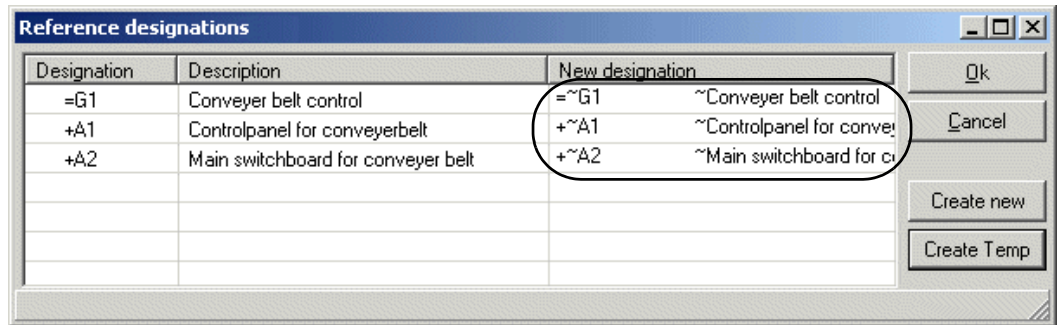 Reference designations
Designation Description New designation Ok
=G1 Conveyer belt control =~G1 ~Conveyer belt control
+A1 Controlpanel for conveyerbelt +~A1 ~Controlpanel for convey Cancel
+A2 Main switchboard for conveyer belt +~A2 ~Main switchboard for c
Create new
Create Temp